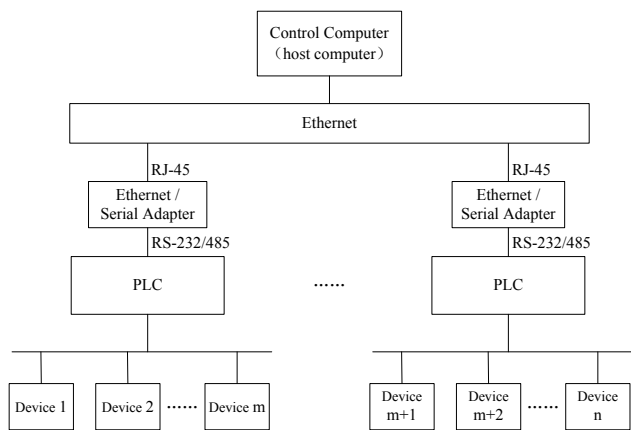 Control Computer
（host computer）
Ethernet
RJ-45
RJ-45
Ethernet /
Serial Adapter
Ethernet /
Serial Adapter
RS-232/485
RS-232/485
PLC
......
PLC
Device 1
Device 2
......
Device m
Device
m+1
Device
m+2
......
Device
n